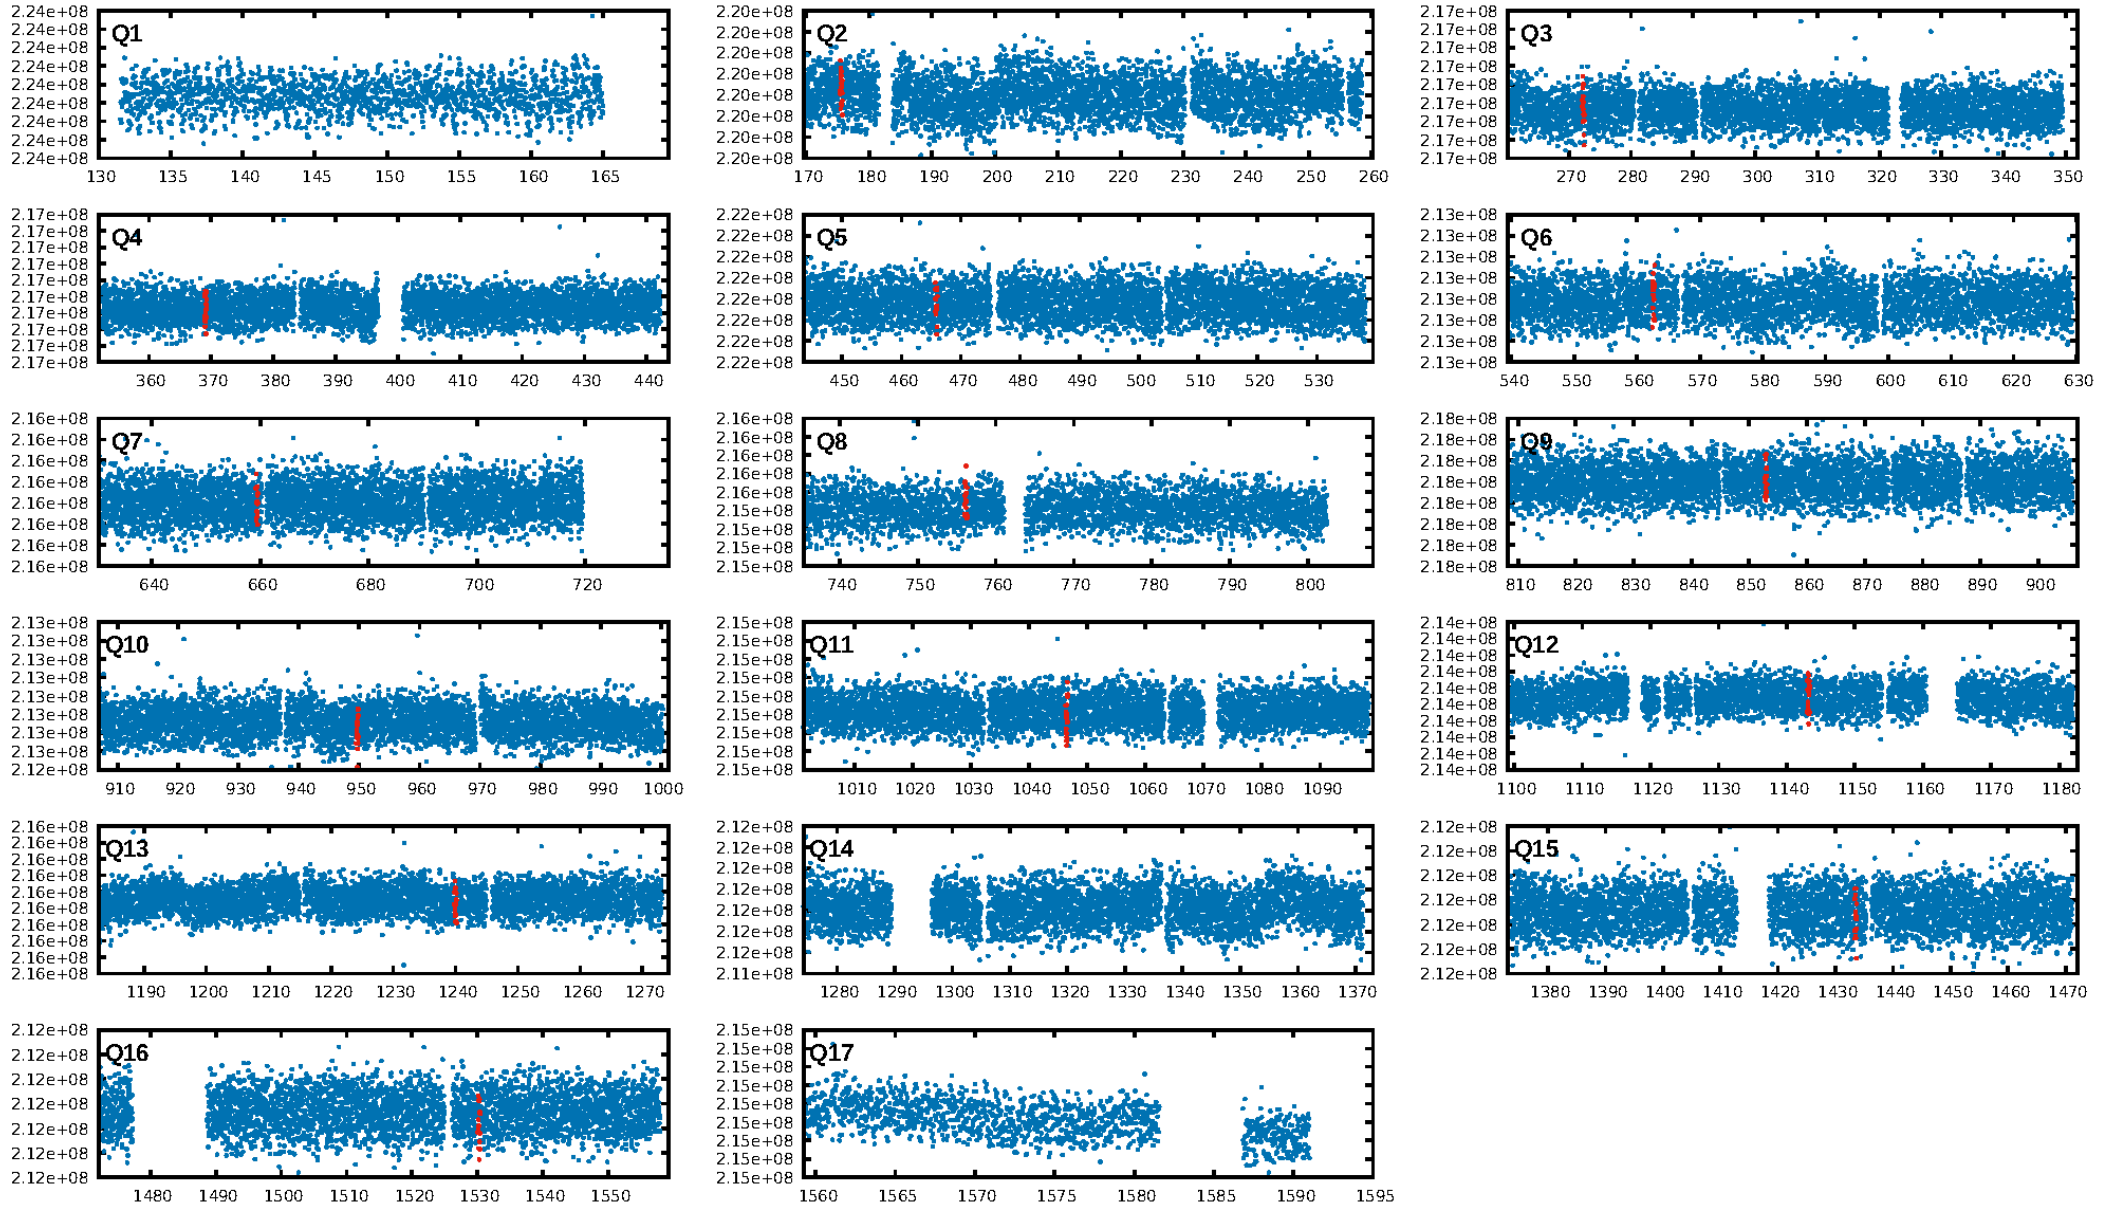 Q1
2.24e+08
2.24e+08
2.24e+08
2.24e+08
2.24e+08
2.24e+08
2.24e+08
2.24e+08
2.24e+08
130 135 140 145 150 155 160 165
Q2
2.20e+08
2.20e+08
2.20e+08
2.20e+08
2.20e+08
2.20e+08
2.20e+08
2.20e+08
170 180 190 200 210 220 230 240 250 260
Q3
2.17e+08
2.17e+08
2.17e+08
2.17e+08
2.17e+08
2.17e+08
2.17e+08
2.17e+08
2.17e+08
270 280 290 300 310 320 330 340 350
Q4
2.17e+08
2.17e+08
2.17e+08
2.17e+08
2.17e+08
2.17e+08
2.17e+08
2.17e+08
2.17e+08
2.17e+08
360 370 380 390 400 410 420 430 440
Q5
2.22e+08
2.22e+08
2.22e+08
2.22e+08
2.22e+08
2.22e+08
2.22e+08
2.22e+08
450 460 470 480 490 500 510 520 530
Q6
2.13e+08
2.13e+08
2.13e+08
2.13e+08
2.13e+08
2.13e+08
2.13e+08
2.13e+08
540 550 560 570 580 590 600 610 620 630
Q7
2.16e+08
2.16e+08
2.16e+08
2.16e+08
2.16e+08
2.16e+08
2.16e+08
2.16e+08
640 660 680 700 720
Q8
2.16e+08
2.16e+08
2.16e+08
2.16e+08
2.16e+08
2.15e+08
2.15e+08
2.15e+08
2.15e+08
740 750 760 770 780 790 800
Q9
2.18e+08
2.18e+08
2.18e+08
2.18e+08
2.18e+08
2.18e+08
2.18e+08
2.18e+08
810 820 830 840 850 860 870 880 890 900
Q10
2.13e+08
2.13e+08
2.13e+08
2.13e+08
2.13e+08
2.13e+08
2.13e+08
2.13e+08
2.12e+08
910 920 930 940 950 960 970 980 990 1000
Q11
2.15e+08
2.15e+08
2.15e+08
2.15e+08
2.15e+08
2.15e+08
2.15e+08
2.15e+08
2.15e+08
1010 1020 1030 1040 1050 1060 1070 1080 1090
Q12
2.14e+08
2.14e+08
2.14e+08
2.14e+08
2.14e+08
2.14e+08
2.14e+08
2.14e+08
2.14e+08
2.14e+08
1100 1110 1120 1130 1140 1150 1160 1170 1180
Q13
2.16e+08
2.16e+08
2.16e+08
2.16e+08
2.16e+08
2.16e+08
2.16e+08
2.16e+08
2.16e+08
2.16e+08
1190 1200 1210 1220 1230 1240 1250 1260 1270
Q14
2.12e+08
2.12e+08
2.12e+08
2.12e+08
2.12e+08
2.12e+08
2.12e+08
2.11e+08
1280 1290 1300 1310 1320 1330 1340 1350 1360 1370
Q15
2.12e+08
2.12e+08
2.12e+08
2.12e+08
2.12e+08
2.12e+08
2.12e+08
1380 1390 1400 1410 1420 1430 1440 1450 1460 1470
Q16
2.12e+08
2.12e+08
2.12e+08
2.12e+08
2.12e+08
2.12e+08
2.12e+08
1480 1490 1500 1510 1520 1530 1540 1550
Q17
2.15e+08
2.15e+08
2.15e+08
2.15e+08
2.15e+08
2.15e+08
2.15e+08
2.15e+08
2.15e+08
1560 1565 1570 1575 1580 1585 1590 1595